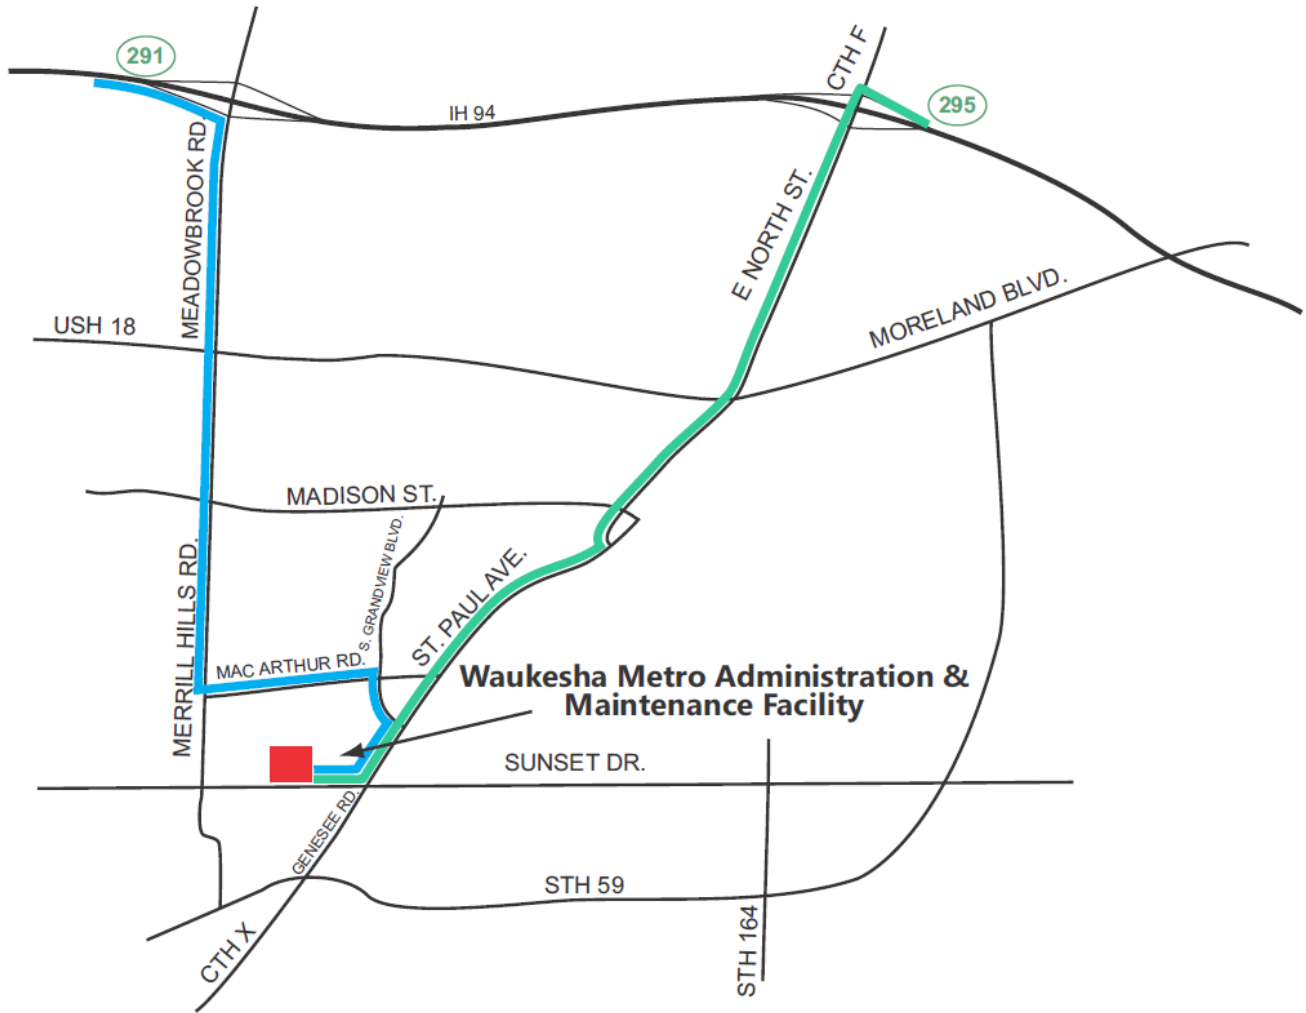 CTH F
291
295
IH 94
MEADOWBROOK RD.
E NORTH ST.
MORELAND BLVD.
USH 18
MADISON ST.
S. GRANDVIEW BLVD.
MERRILL HILLS RD.
ST. PAUL AVE.
MAC ARTHUR RD.
Waukesha Metro Administration &
Maintenance Facility
SUNSET DR.
GENESEE RD.
STH 59
CTH X
STH 164